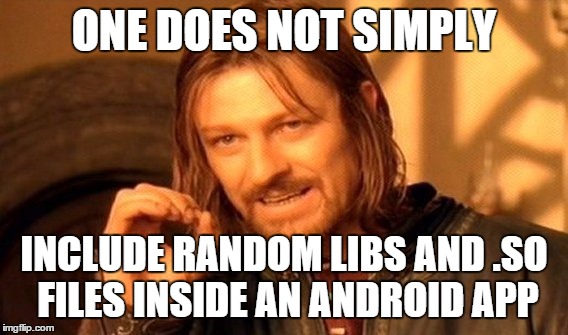 ONE DOES NOT SIMPLY
INCLUDE RANDOM LIBS AND .SO
FILES INSIDE AN ANDROID APP
imgflip.com